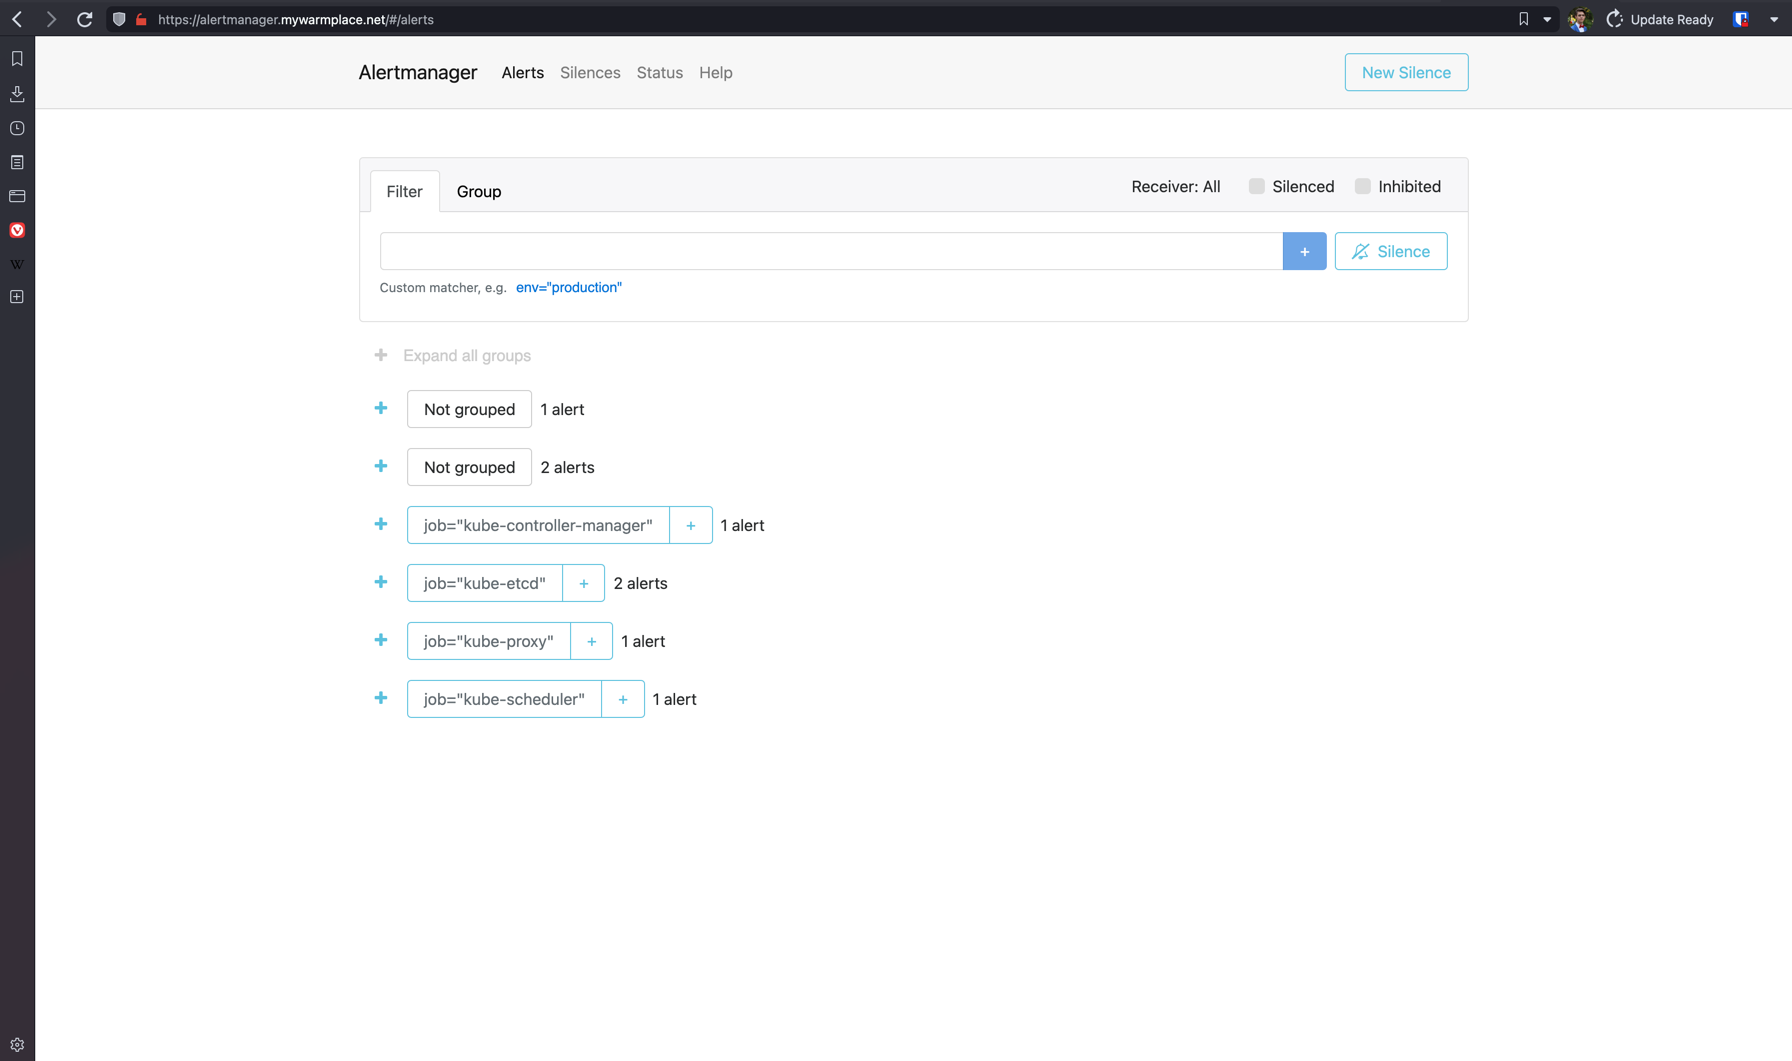 https://alertmanager.mywarmplace.net/#/alerts
Update Ready
Alertmanager Alerts Silences Status Help New Silence
Filter Group Receiver: All Silenced Inhibited
+ Silence
Custom matcher, e.g. env="production"
+ Expand all groups
+ Not grouped 1 alert
+ Not grouped 2 alerts
+ job="kube-controller-manager" + 1 alert
+ job="kube-etcd" + 2 alerts
+ job="kube-proxy" + 1 alert
+ job="kube-scheduler" + 1 alert
W